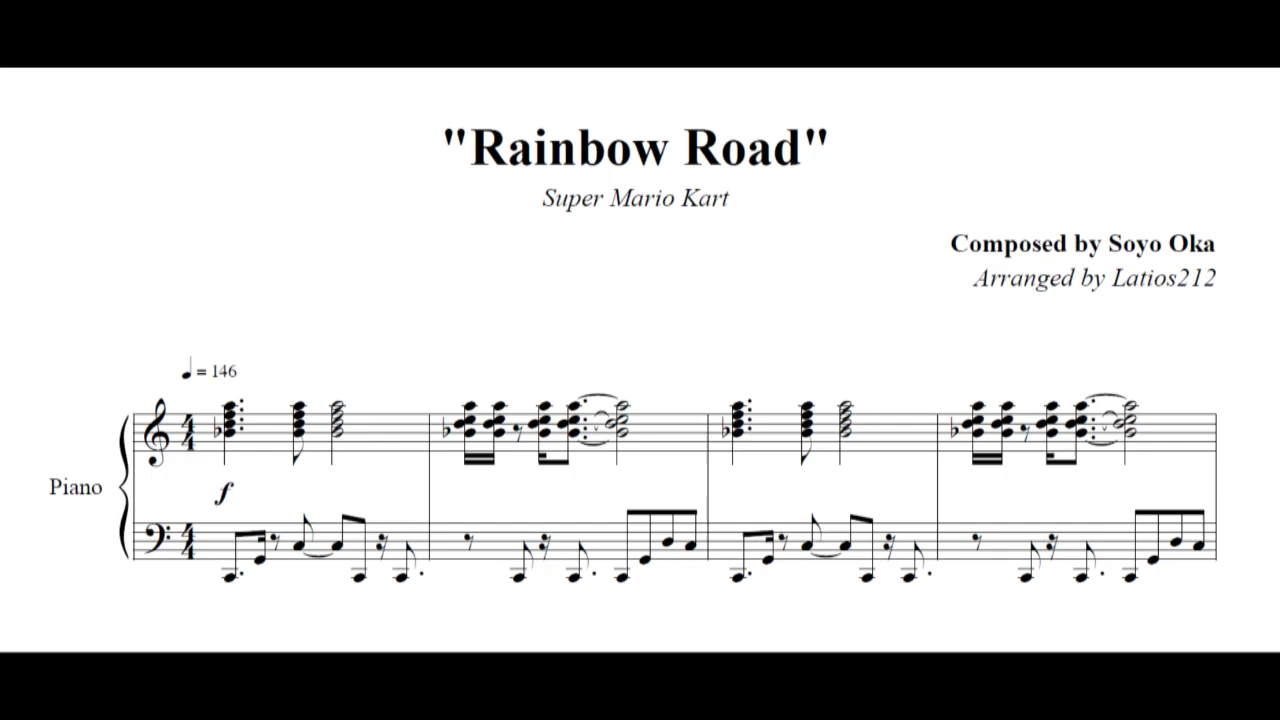 "Rainbow Road"
Super Mario Kart
Composed by Soyo Oka
Arranged by Latios212
= 146
Piano
f